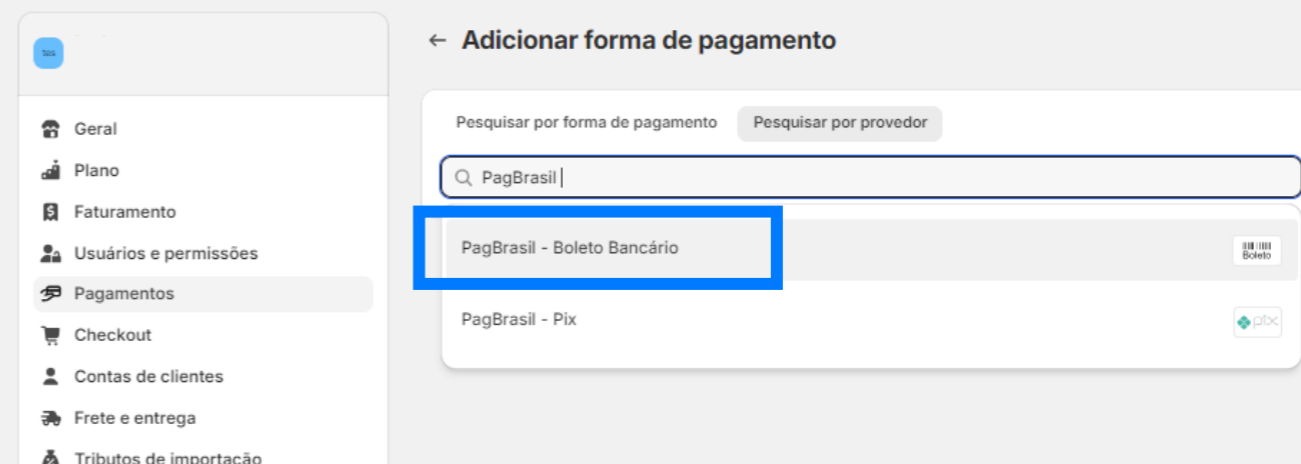 Adicionar forma de pagamento
Geral
Plano
Faturamento
Usuários e permissões
Pagamentos
Checkout
Contas de clientes
Frete e entrega
Tributos de importação
Pesquisar por forma de pagamento
Pesquisar por provedor
PagBrasil
PagBrasil - Boleto Bancário
Boleto
PagBrasil - Pix
pix